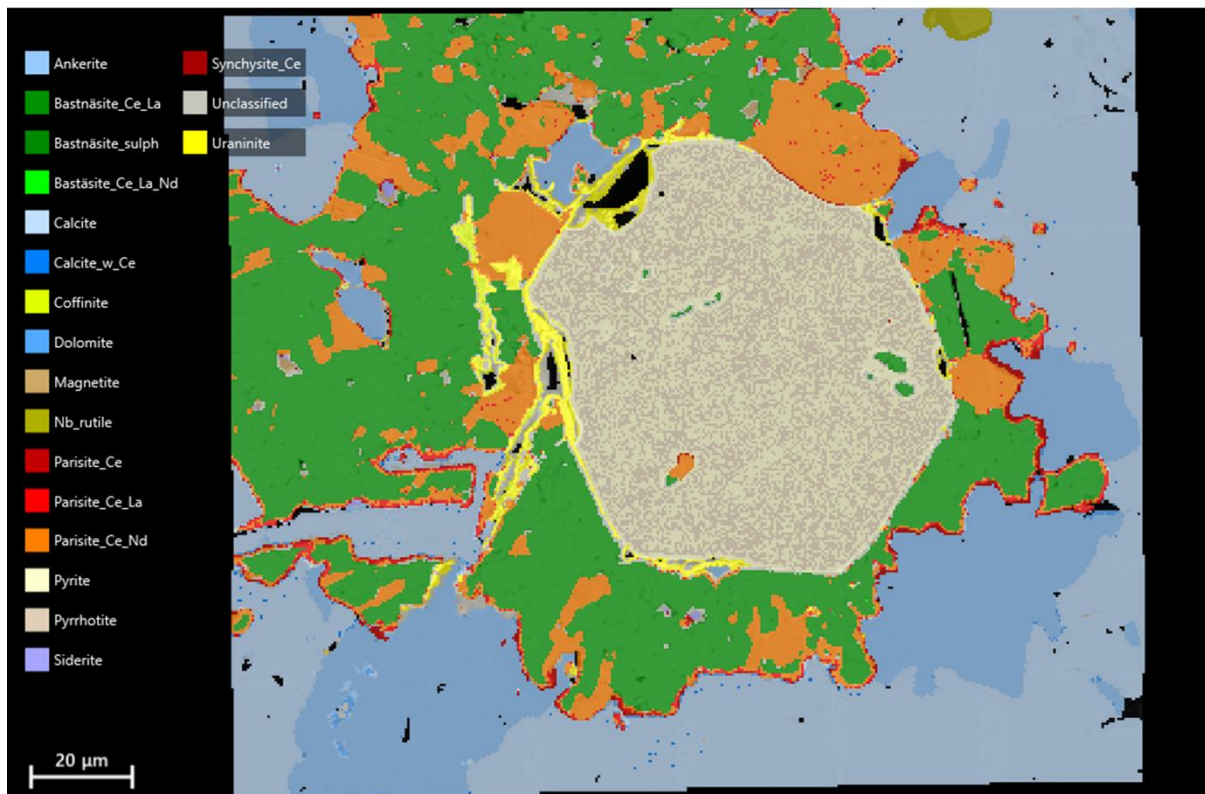 Ankerite
Bastnäsite_Ce_La
Bastnäsite_sulph
Bastäsite_Ce_La_Nd
Calcite
Calcite_w_Ce
Coffinite
Dolomite
Magnetite
Nb_rutile
Parisite_Ce
Parisite_Ce_La
Parisite_Ce_Nd
Pyrite
Pyrrhotite
Siderite
Synchysite_Ce
Unclassified
Uraninite
20 µm